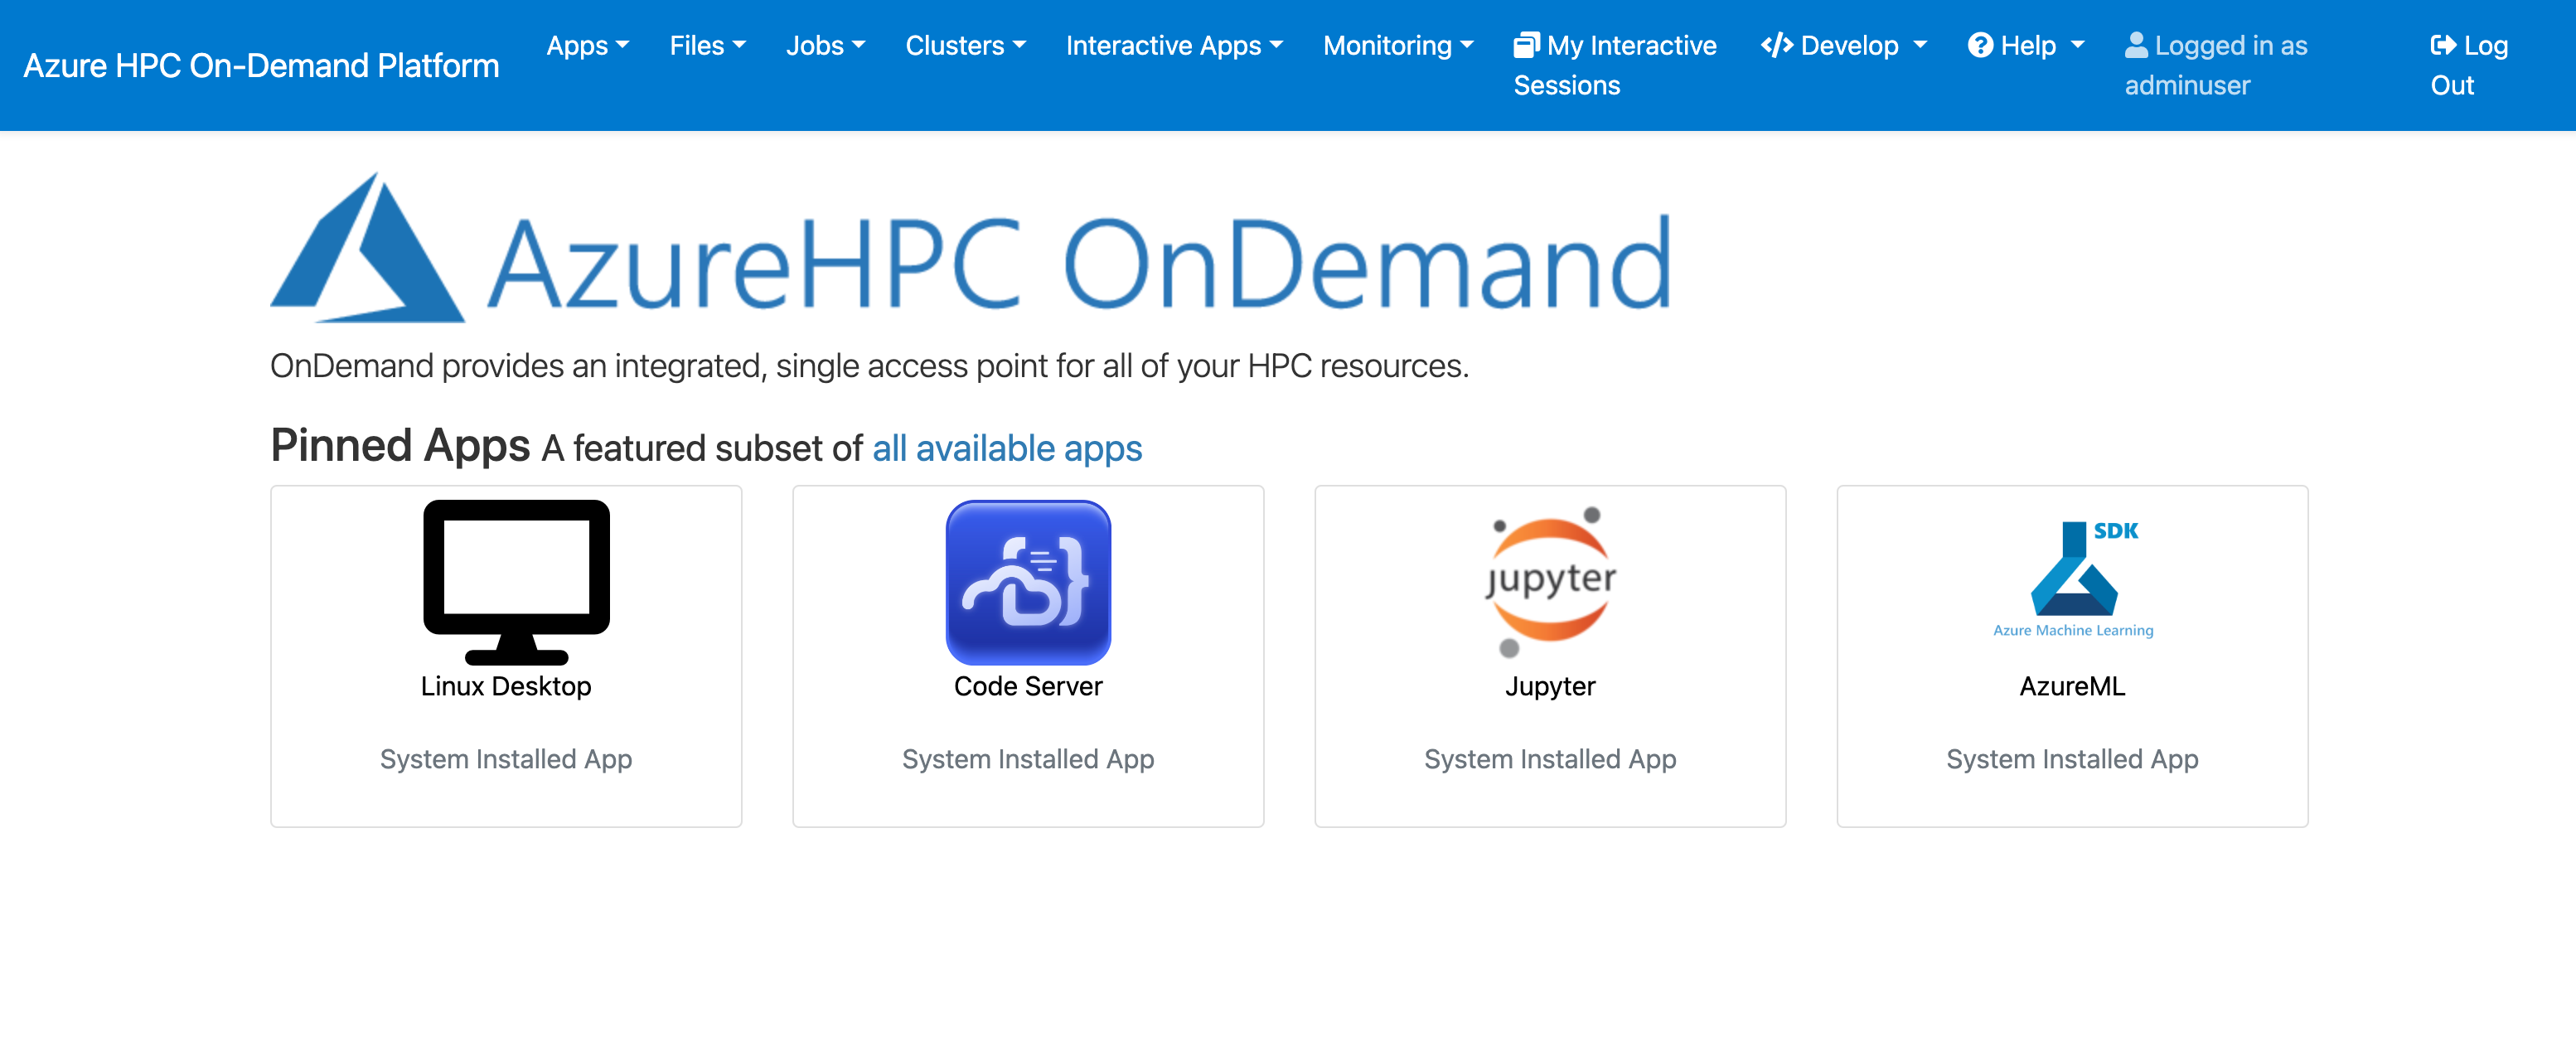 Azure HPC On-Demand Platform
Apps
Files
Jobs
Clusters
Interactive Apps
Monitoring
My Interactive
Sessions
Develop
Help
Logged in as
adminuser
Log
Out
AzureHPC OnDemand
OnDemand provides an integrated, single access point for all of your HPC resources.
Pinned Apps A featured subset of all available apps
Linux Desktop
System Installed App
Code Server
System Installed App
jupyter
Jupyter
System Installed App
SDK
Azure Machine Learning
AzureML
System Installed App